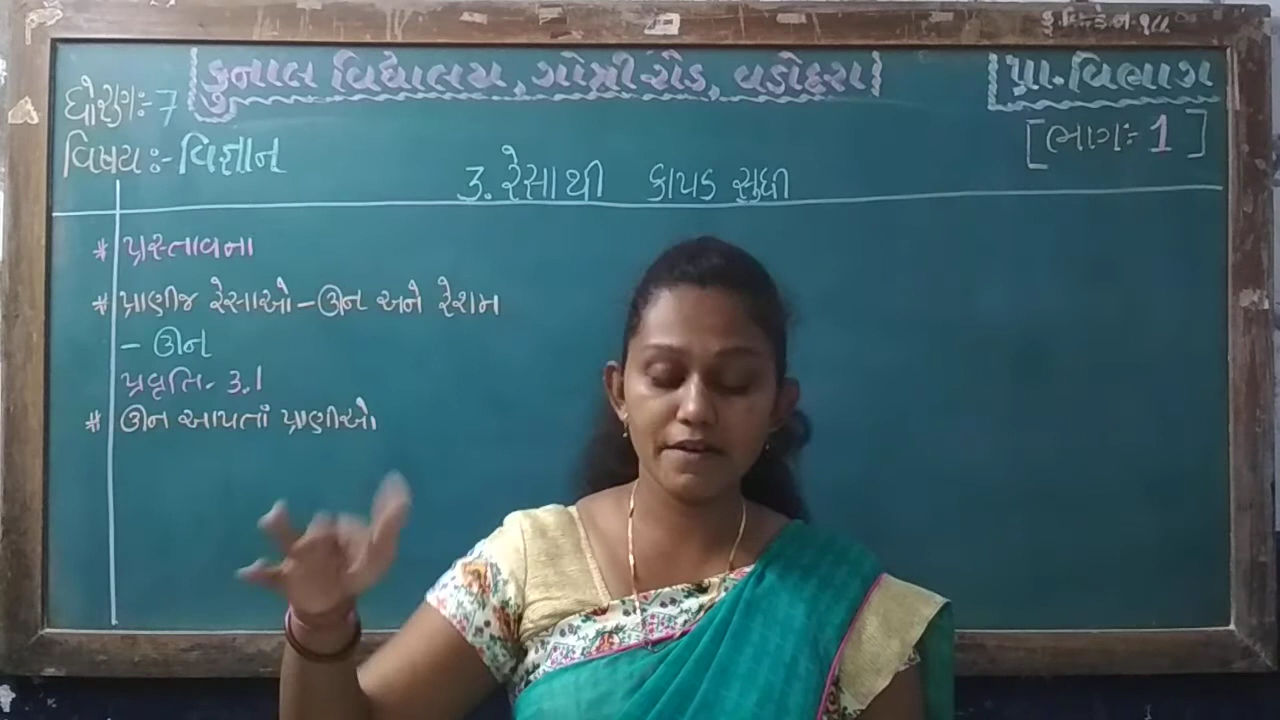 કુનાલ વિદ્યાલય, ગોત્રી રોડ, વડોદરા
પ્રા. વિભાગ
ધોરણ:- 7
[ભાગ:- 1]
વિષય:- વિજ્ઞાન
3. રેસાથી કાપડ સુધી
* પ્રસ્તાવના
* પ્રાણીજ રેસાઓ - ઊન અને રેશમ
- ઊન
પ્રવૃતિ- 3.1
* ઊન આપતાં પ્રાણીઓ